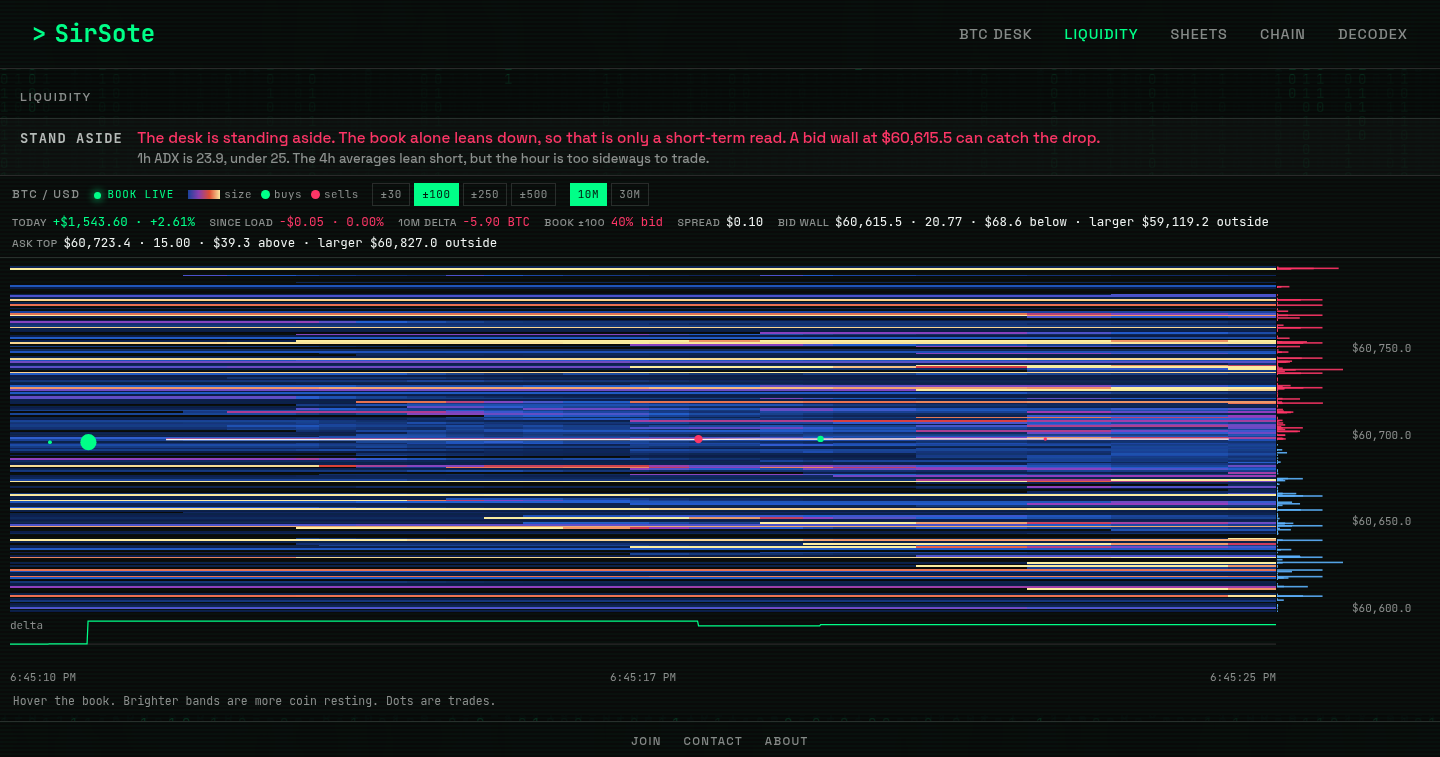 > SirSote
BTC DESK LIQUIDITY SHEETS CHAIN DECODEX
LIQUIDITY
STAND ASIDE The desk is standing aside. The book alone leans down, so that is only a short-term read. A bid wall at $60,615.5 can catch the drop.
1h ADX is 23.9, under 25. The 4h averages lean short, but the hour is too sideways to trade.
BTC / USD BOOK LIVE size buys sells ±30 ±100 ±250 ±500 10M 30M
TODAY +$1,543.60 · +2.61% SINCE LOAD -$0.05 · 0.00% 10M DELTA -5.90 BTC BOOK ±100 40% bid SPREAD $0.10 BID WALL $60,615.5 · 20.77 · $68.6 below · larger $59,119.2 outside
ASK TOP $60,723.4 · 15.00 · $39.3 above · larger $60,827.0 outside
$60,750.0
$60,700.0
$60,650.0
$60,600.0
delta
6:45:10 PM 6:45:17 PM 6:45:25 PM
Hover the book. Brighter bands are more coin resting. Dots are trades.
JOIN CONTACT ABOUT